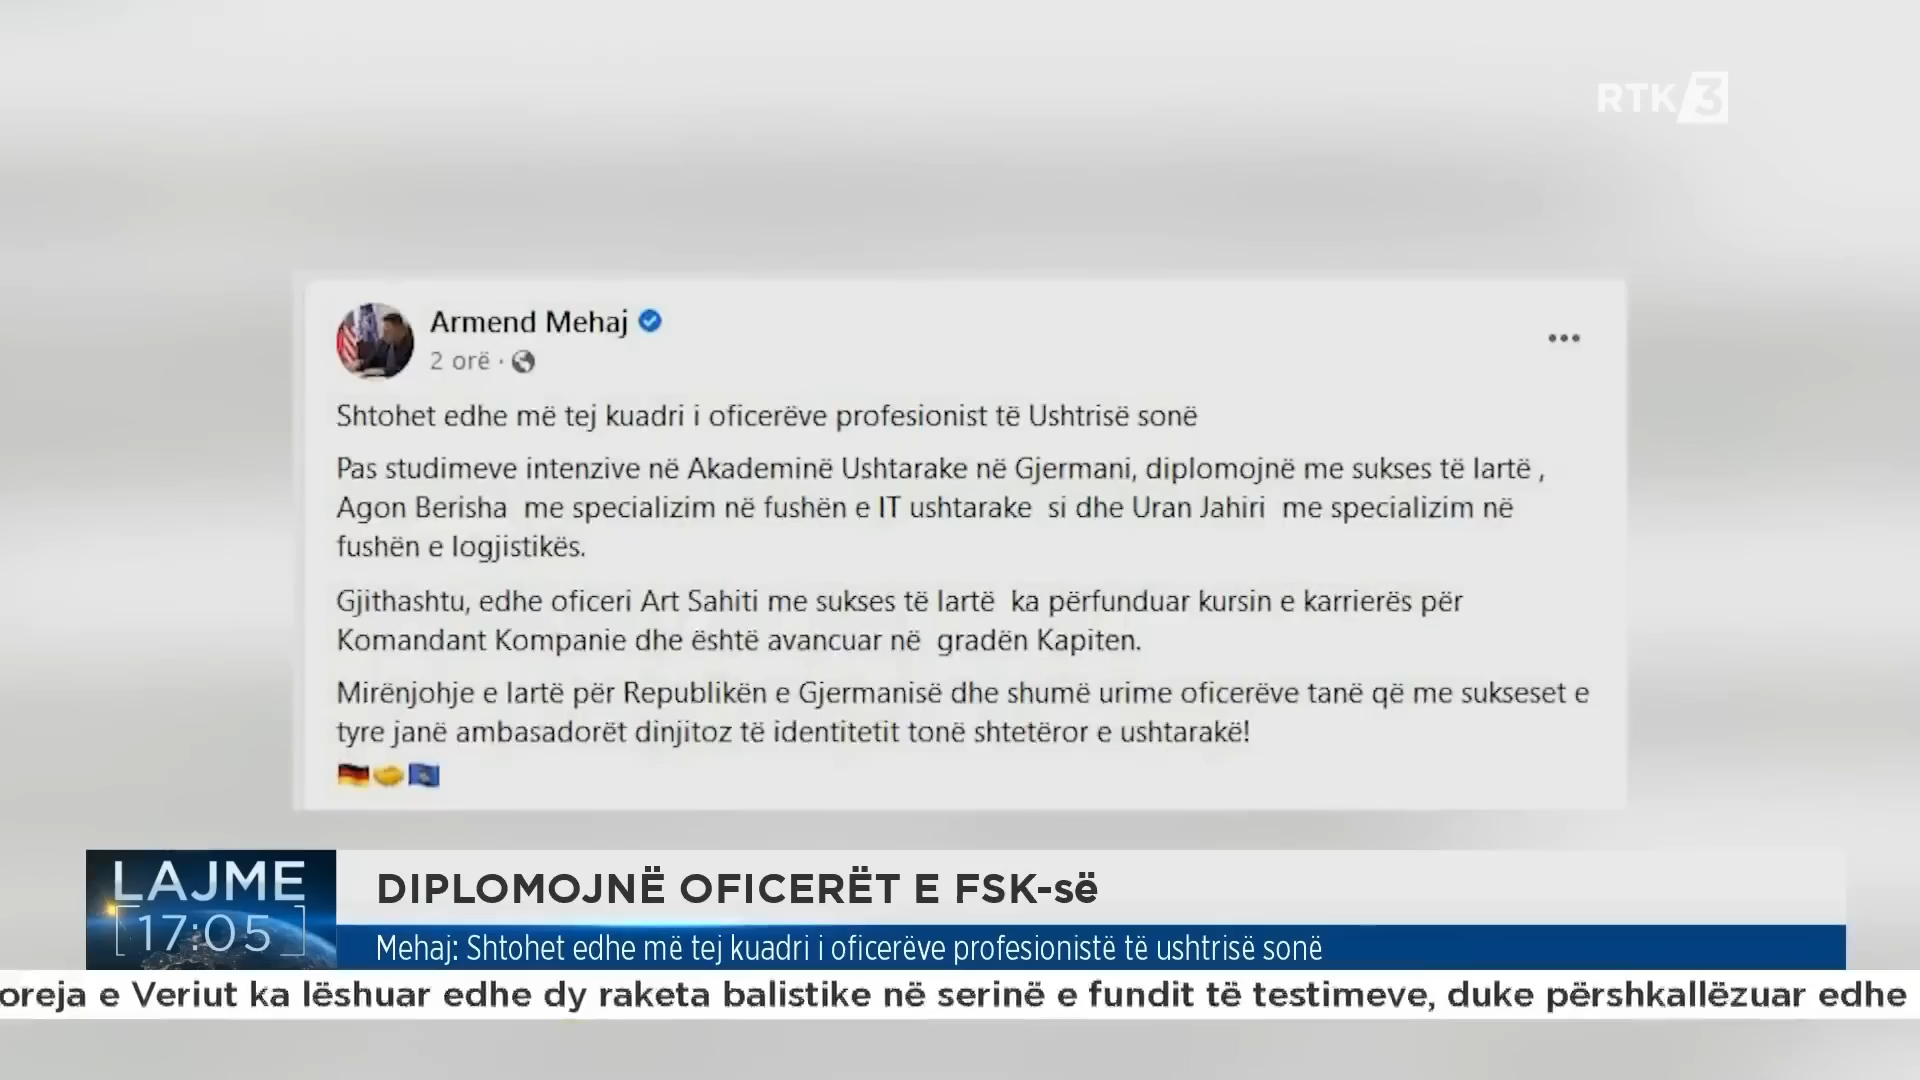 RTK 3
Armend Mehaj
2 orë ·
Shtohet edhe më tej kuadri i oficerëve profesionist të Ushtrisë sonë
Pas studimeve intenzive në Akademinë Ushtarake në Gjermani, diplomojnë me sukses të lartë ,
Agon Berisha me specializim në fushën e IT ushtarake si dhe Uran Jahiri me specializim në
fushën e logjistikës.
Gjithashtu, edhe oficeri Art Sahiti me sukses të lartë ka përfunduar kursin e karrierës për
Komandant Kompanie dhe është avancuar në gradën Kapiten.
Mirënjohje e lartë për Republikën e Gjermanisë dhe shumë urime oficerëve tanë që me sukseset e
tyre janë ambasadorët dinjitoz të identitetit tonë shtetëror e ushtarakë!
LAJME
[17:05]
DIPLOMOJNË OFICERËT E FSK-së
Mehaj: Shtohet edhe më tej kuadri i oficerëve profesionistë të ushtrisë sonë
oreja e Veriut ka lëshuar edhe dy raketa balistike në serinë e fundit të testimeve, duke përshkallëzuar edhe